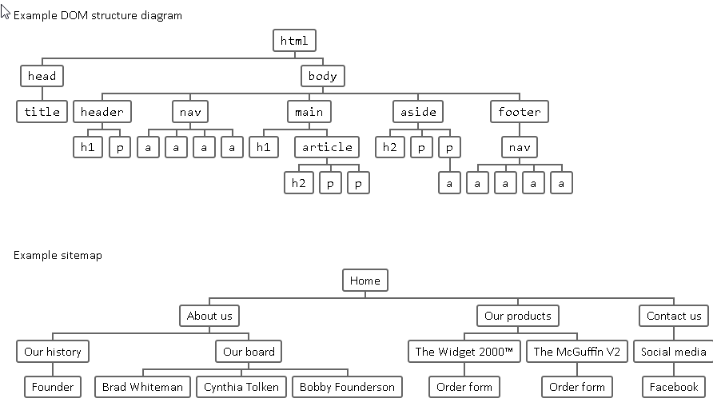 Example DOM structure diagram
html
head body
title header nav main aside footer
h1 p a a a a h1 article h2 p p nav
h2 p p a a a a a
Example sitemap
Home
About us Our products Contact us
Our history Our board The Widget 2000™ The McGuffin V2 Social media
Founder Brad Whiteman Cynthia Tolken Bobby Founderson Order form Order form Facebook